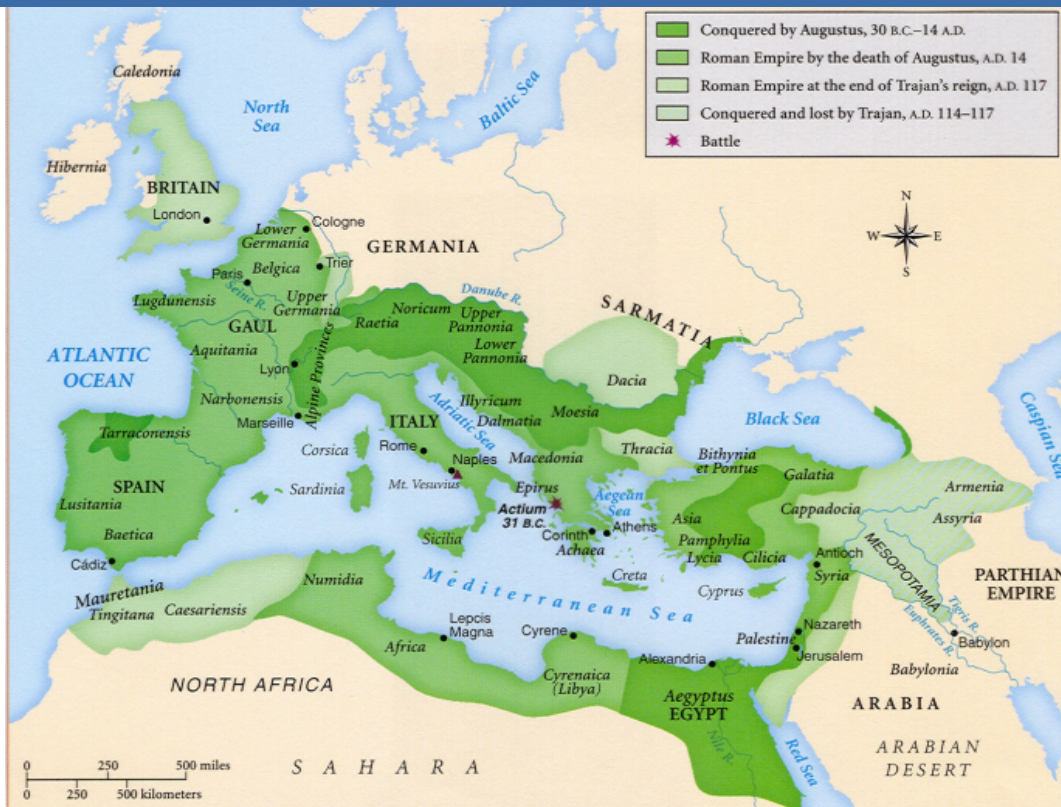 Conquered by Augustus, 30 B.C.–14 A.D.
Roman Empire by the death of Augustus, A.D. 14
Roman Empire at the end of Trajan's reign, A.D. 117
Conquered and lost by Trajan, A.D. 114–117
Battle
Caledonia
North
Sea
Baltic Sea
Hibernia
BRITAIN
London
N
W
E
S
Cologne
Lower
Germania
GERMANIA
Belgica
Trier
Paris
Seine R.
Lugdunensis
Upper
Germania
Danube R.
Noricum
Upper
Pannonia
Raetia
Lower
Pannonia
SARMATIA
GAUL
ATLANTIC
OCEAN
Aquitania
Lyon
Alpine Provinces
Dacia
Narbonensis
Marseille
Illyricum
Adriatic Sea
Dalmatia
Moesia
Black Sea
Caspian Sea
Tarraconensis
ITALY
Corsica
Rome
Naples
Mt. Vesuvius
Thracia
Macedonia
Bithynia
et Pontus
Galatia
Armenia
SPAIN
Sardinia
Epirus
Actium
31 B.C.
Aegean
Sea
Cappadocia
Assyria
Lusitania
Baetica
Asia
Pamphylia
Lycia
Cilicia
Corinth
Athens
Achaea
Sicilia
Antioch
Syria
MESOPOTAMIA
PARTHIAN
EMPIRE
Cádiz
Mauretania
Tingitana
Caesariensis
Numidia
Mediterranean Sea
Creta
Cyprus
Tigris R.
Euphrates R.
Babylon
Babylonia
Lepcis
Magna
Cyrene
Africa
Palestine
Nazareth
Jerusalem
Alexandria
Cyrenaica
(Libya)
NORTH AFRICA
Aegyptus
EGYPT
Nile R.
Red Sea
ARABIA
ARABIAN
DESERT
SAHARA
0 250 500 miles
0 250 500 kilometers